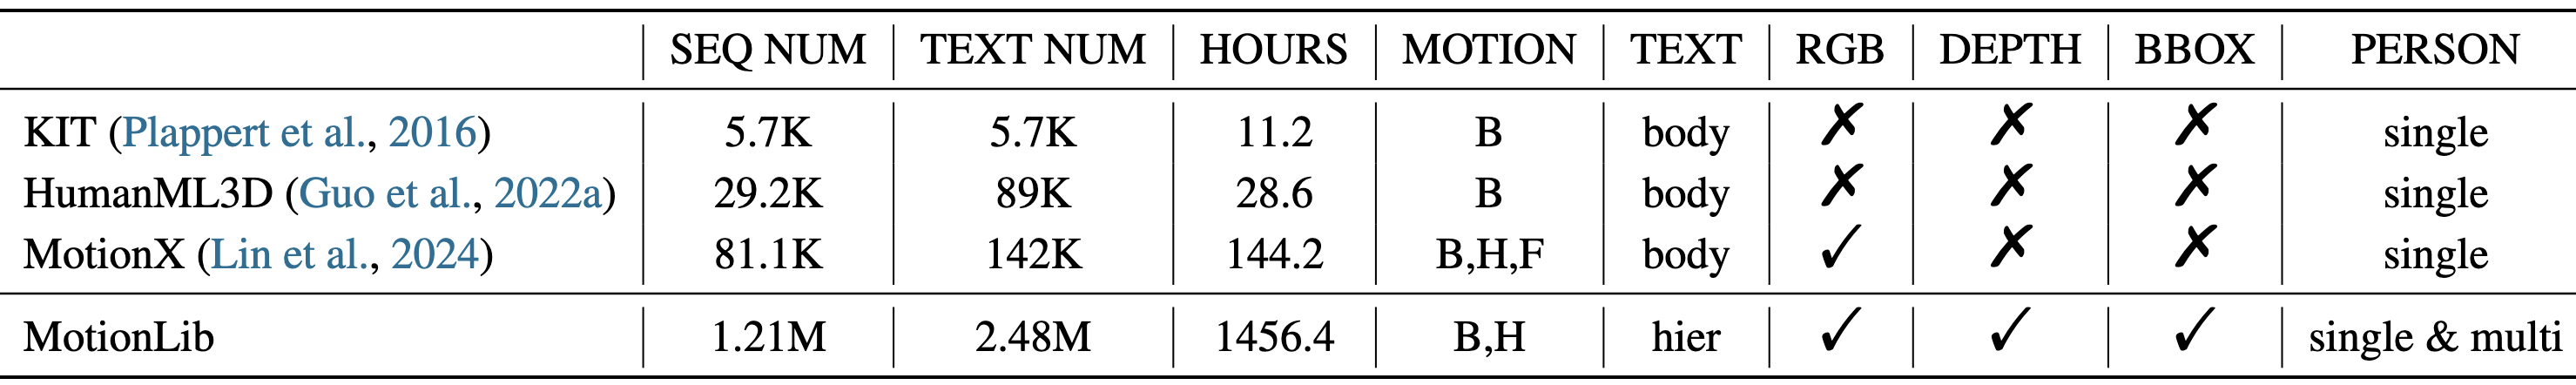 SEQ NUM TEXT NUM HOURS MOTION TEXT RGB DEPTH BBOX PERSON
KIT (Plappert et al., 2016) 5.7K 5.7K 11.2 B body ✗ ✗ ✗ single
HumanML3D (Guo et al., 2022a) 29.2K 89K 28.6 B body ✗ ✗ ✗ single
MotionX (Lin et al., 2024) 81.1K 142K 144.2 B,H,F body ✓ ✗ ✗ single
MotionLib 1.21M 2.48M 1456.4 B,H hier ✓ ✓ ✓ single & multi